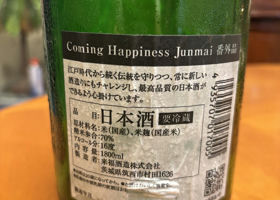 Coming Happiness Junmai 番外品
江戸時代から続く伝統を守りつつ、常に新しい
酒造りにもチャレンジし、最高品質の日本酒が
できるよう心掛けています。
品目:日本酒 要冷蔵
原材料名:米(国産)、米麹(国産米)
精米歩合:70%
アルコール分:16度
内容量:1800ml
製造者:来福酒造株式会社
茨城県筑西市村田1626